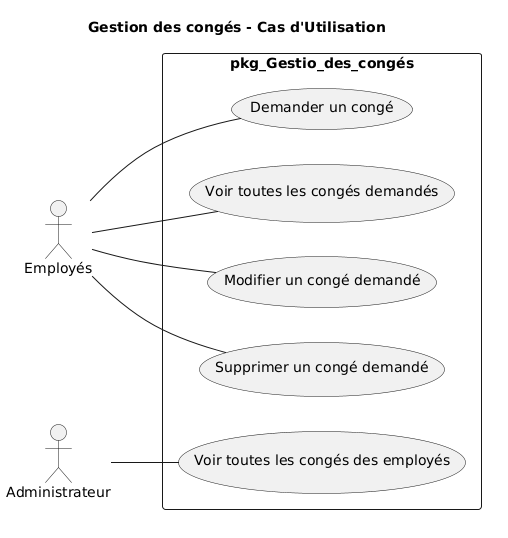 Gestion des congés - Cas d'Utilisation
pkg_Gestio_des_congés
Demander un congé
Voir toutes les congés demandés
Employés
Modifier un congé demandé
Supprimer un congé demandé
Voir toutes les congés des employés
Administrateur